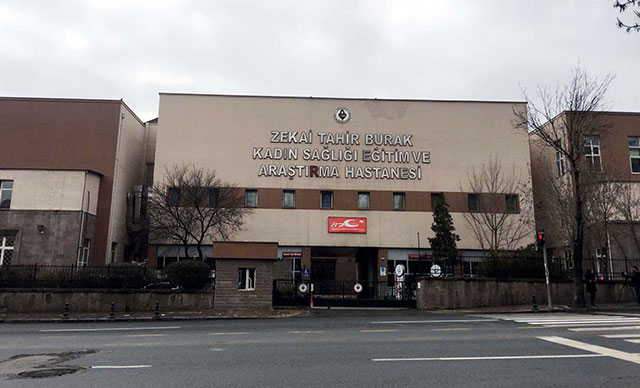 ZEKAİ TAHİR BURAK
KADIN SAĞLIĞI EĞİTİM VE
ARAŞTIRMA HASTANESİ